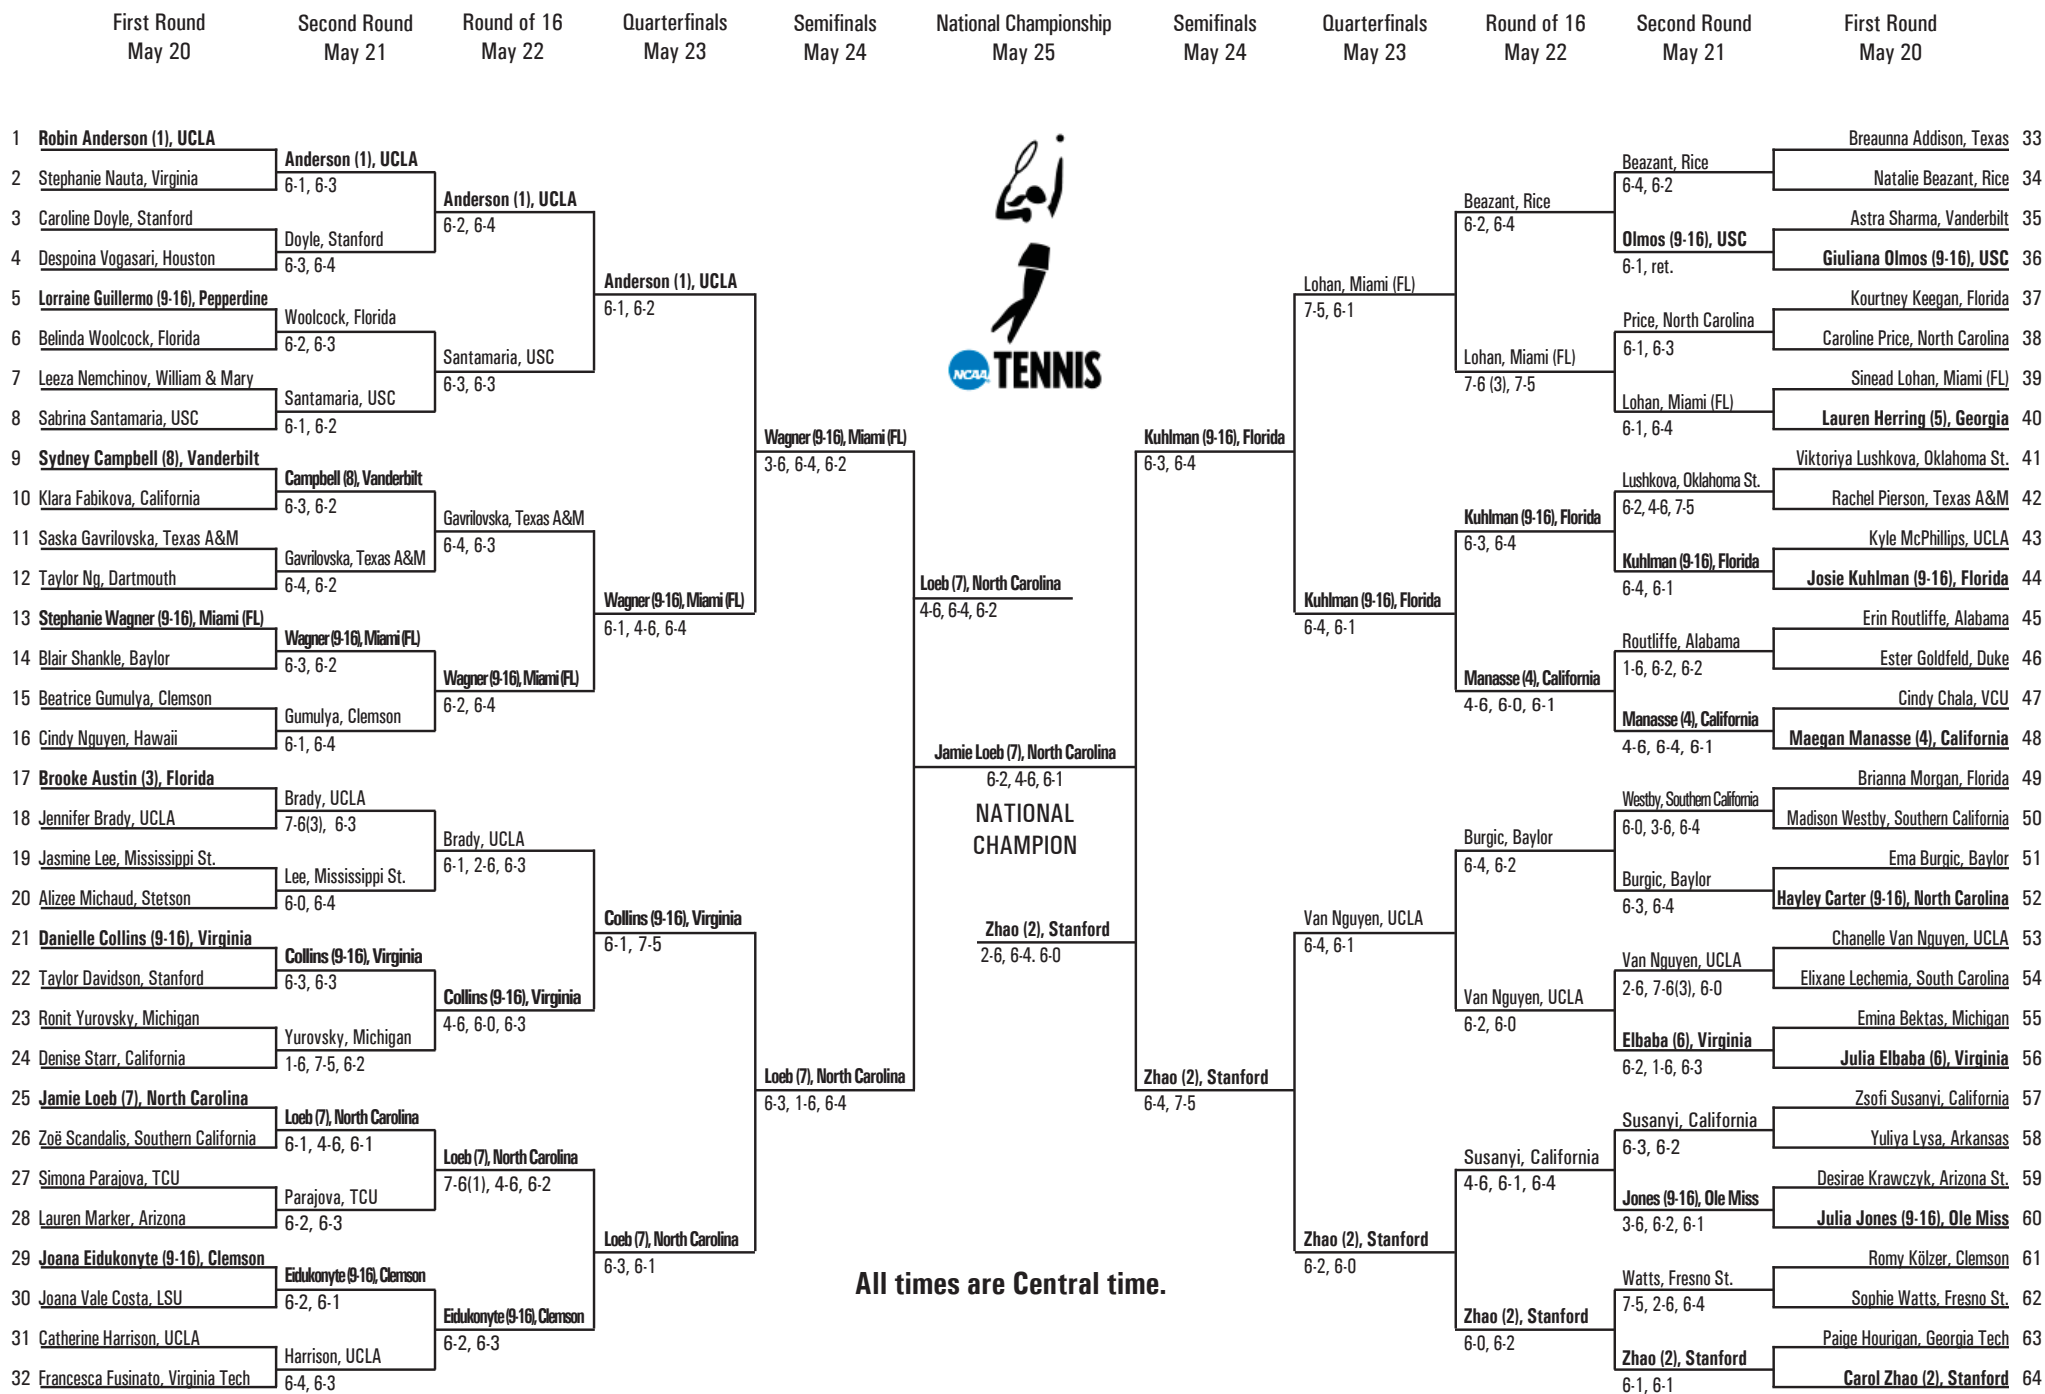 First Round
May 20
Second Round
May 21
Round of 16
May 22
Quarterfinals
May 23
Semifinals
May 24
National Championship
May 25
Semifinals
May 24
Quarterfinals
May 23
Round of 16
May 22
Second Round
May 21
First Round
May 20
1 Robin Anderson (1), UCLA
2 Stephanie Nauta, Virginia
3 Caroline Doyle, Stanford
4 Despoina Vogasari, Houston
5 Lorraine Guillermo (9-16), Pepperdine
6 Belinda Woolcock, Florida
7 Leeza Nemchinov, William & Mary
8 Sabrina Santamaria, USC
9 Sydney Campbell (8), Vanderbilt
10 Klara Fabikova, California
11 Saska Gavrilovska, Texas A&M
12 Taylor Ng, Dartmouth
13 Stephanie Wagner (9-16), Miami (FL)
14 Blair Shankle, Baylor
15 Beatrice Gumulya, Clemson
16 Cindy Nguyen, Hawaii
17 Brooke Austin (3), Florida
18 Jennifer Brady, UCLA
19 Jasmine Lee, Mississippi St.
20 Alizee Michaud, Stetson
21 Danielle Collins (9-16), Virginia
22 Taylor Davidson, Stanford
23 Ronit Yurovsky, Michigan
24 Denise Starr, California
25 Jamie Loeb (7), North Carolina
26 Zoë Scandalis, Southern California
27 Simona Parajova, TCU
28 Lauren Marker, Arizona
29 Joana Eidukonyte (9-16), Clemson
30 Joana Vale Costa, LSU
31 Catherine Harrison, UCLA
32 Francesca Fusinato, Virginia Tech
Anderson (1), UCLA
6-1, 6-3
Doyle, Stanford
6-3, 6-4
Woolcock, Florida
6-2, 6-3
Santamaria, USC
6-1, 6-2
Campbell (8), Vanderbilt
6-3, 6-2
Gavrilovska, Texas A&M
6-4, 6-2
Wagner (9-16), Miami (FL)
6-3, 6-2
Gumulya, Clemson
6-1, 6-4
Brady, UCLA
7-6(3), 6-3
Lee, Mississippi St.
6-0, 6-4
Collins (9-16), Virginia
6-3, 6-3
Yurovsky, Michigan
1-6, 7-5, 6-2
Loeb (7), North Carolina
6-1, 4-6, 6-1
Parajova, TCU
6-2, 6-3
Eidukonyte (9-16), Clemson
6-2, 6-1
Harrison, UCLA
6-4, 6-3
Anderson (1), UCLA
6-2, 6-4
Santamaria, USC
6-3, 6-3
Gavrilovska, Texas A&M
6-4, 6-3
Wagner (9-16), Miami (FL)
6-2, 6-4
Brady, UCLA
6-1, 2-6, 6-3
Collins (9-16), Virginia
4-6, 6-0, 6-3
Loeb (7), North Carolina
7-6(1), 4-6, 6-2
Eidukonyte (9-16), Clemson
6-2, 6-3
Anderson (1), UCLA
6-1, 6-2
Wagner (9-16), Miami (FL)
6-1, 4-6, 6-4
Collins (9-16), Virginia
6-1, 7-5
Loeb (7), North Carolina
6-3, 6-1
Wagner (9-16), Miami (FL)
3-6, 6-4, 6-2
Loeb (7), North Carolina
6-3, 1-6, 6-4
NCAA TENNIS
Loeb (7), North Carolina
4-6, 6-4, 6-2
Jamie Loeb (7), North Carolina
6-2, 4-6, 6-1
NATIONAL
CHAMPION
Zhao (2), Stanford
2-6, 6-4. 6-0
All times are Central time.
Kuhlman (9-16), Florida
6-3, 6-4
Zhao (2), Stanford
6-4, 7-5
Lohan, Miami (FL)
7-5, 6-1
Kuhlman (9-16), Florida
6-4, 6-1
Van Nguyen, UCLA
6-4, 6-1
Zhao (2), Stanford
6-2, 6-0
Beazant, Rice
6-2, 6-4
Lohan, Miami (FL)
7-6 (3), 7-5
Kuhlman (9-16), Florida
6-3, 6-4
Manasse (4), California
4-6, 6-0, 6-1
Burgic, Baylor
6-4, 6-2
Van Nguyen, UCLA
6-2, 6-0
Susanyi, California
4-6, 6-1, 6-4
Zhao (2), Stanford
6-0, 6-2
Beazant, Rice
6-4, 6-2
Olmos (9-16), USC
6-1, ret.
Price, North Carolina
6-1, 6-3
Lohan, Miami (FL)
6-1, 6-4
Lushkova, Oklahoma St.
6-2, 4-6, 7-5
Kuhlman (9-16), Florida
6-4, 6-1
Routliffe, Alabama
1-6, 6-2, 6-2
Manasse (4), California
4-6, 6-4, 6-1
Westby, Southern California
6-0, 3-6, 6-4
Burgic, Baylor
6-3, 6-4
Van Nguyen, UCLA
2-6, 7-6(3), 6-0
Elbaba (6), Virginia
6-2, 1-6, 6-3
Susanyi, California
6-3, 6-2
Jones (9-16), Ole Miss
3-6, 6-2, 6-1
Watts, Fresno St.
7-5, 2-6, 6-4
Zhao (2), Stanford
6-1, 6-1
Breaunna Addison, Texas 33
Natalie Beazant, Rice 34
Astra Sharma, Vanderbilt 35
Giuliana Olmos (9-16), USC 36
Kourtney Keegan, Florida 37
Caroline Price, North Carolina 38
Sinead Lohan, Miami (FL) 39
Lauren Herring (5), Georgia 40
Viktoriya Lushkova, Oklahoma St. 41
Rachel Pierson, Texas A&M 42
Kyle McPhillips, UCLA 43
Josie Kuhlman (9-16), Florida 44
Erin Routliffe, Alabama 45
Ester Goldfeld, Duke 46
Cindy Chala, VCU 47
Maegan Manasse (4), California 48
Brianna Morgan, Florida 49
Madison Westby, Southern California 50
Ema Burgic, Baylor 51
Hayley Carter (9-16), North Carolina 52
Chanelle Van Nguyen, UCLA 53
Elixane Lechemia, South Carolina 54
Emina Bektas, Michigan 55
Julia Elbaba (6), Virginia 56
Zsofi Susanyi, California 57
Yuliya Lysa, Arkansas 58
Desirae Krawczyk, Arizona St. 59
Julia Jones (9-16), Ole Miss 60
Romy Kölzer, Clemson 61
Sophie Watts, Fresno St. 62
Paige Hourigan, Georgia Tech 63
Carol Zhao (2), Stanford 64